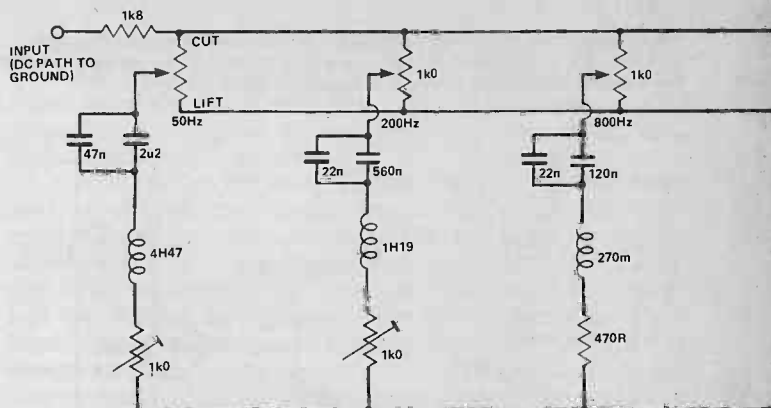 1k8
INPUT
(DC PATH TO
GROUND)
CUT
1k0
1k0
LIFT
50Hz
200Hz
800Hz
47n
2u2
22n
560n
22n
120n
4H47
1H19
270m
1k0
1k0
470R